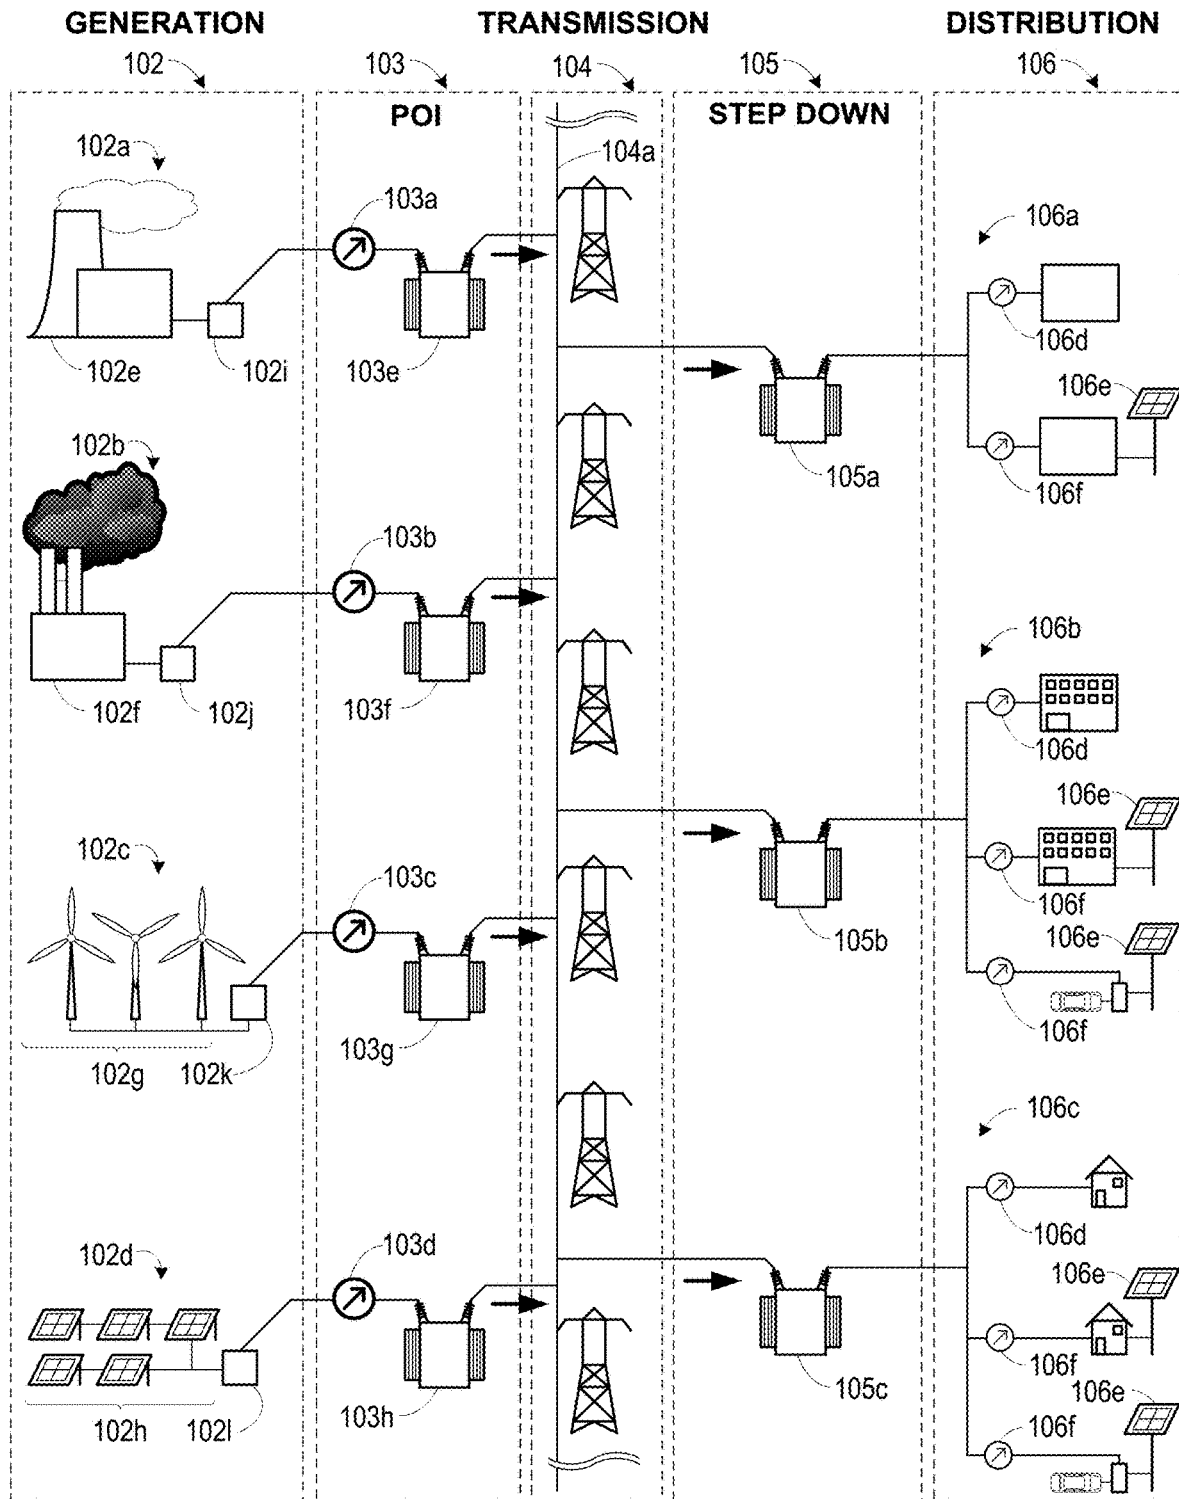 GENERATION TRANSMISSION DISTRIBUTION
102 103 104 105 106
POI STEP DOWN
102a
104a
103a
106a
102e
102i
103e
106d
106e
102b
105a
106f
103b
102f
102j
103f
106b
106d
106e
102c
103c
106f
105b
106e
102g
102k
103g
106f
106c
106d
102d
103d
106e
106f
105c
106e
102h
102l
103h
106f